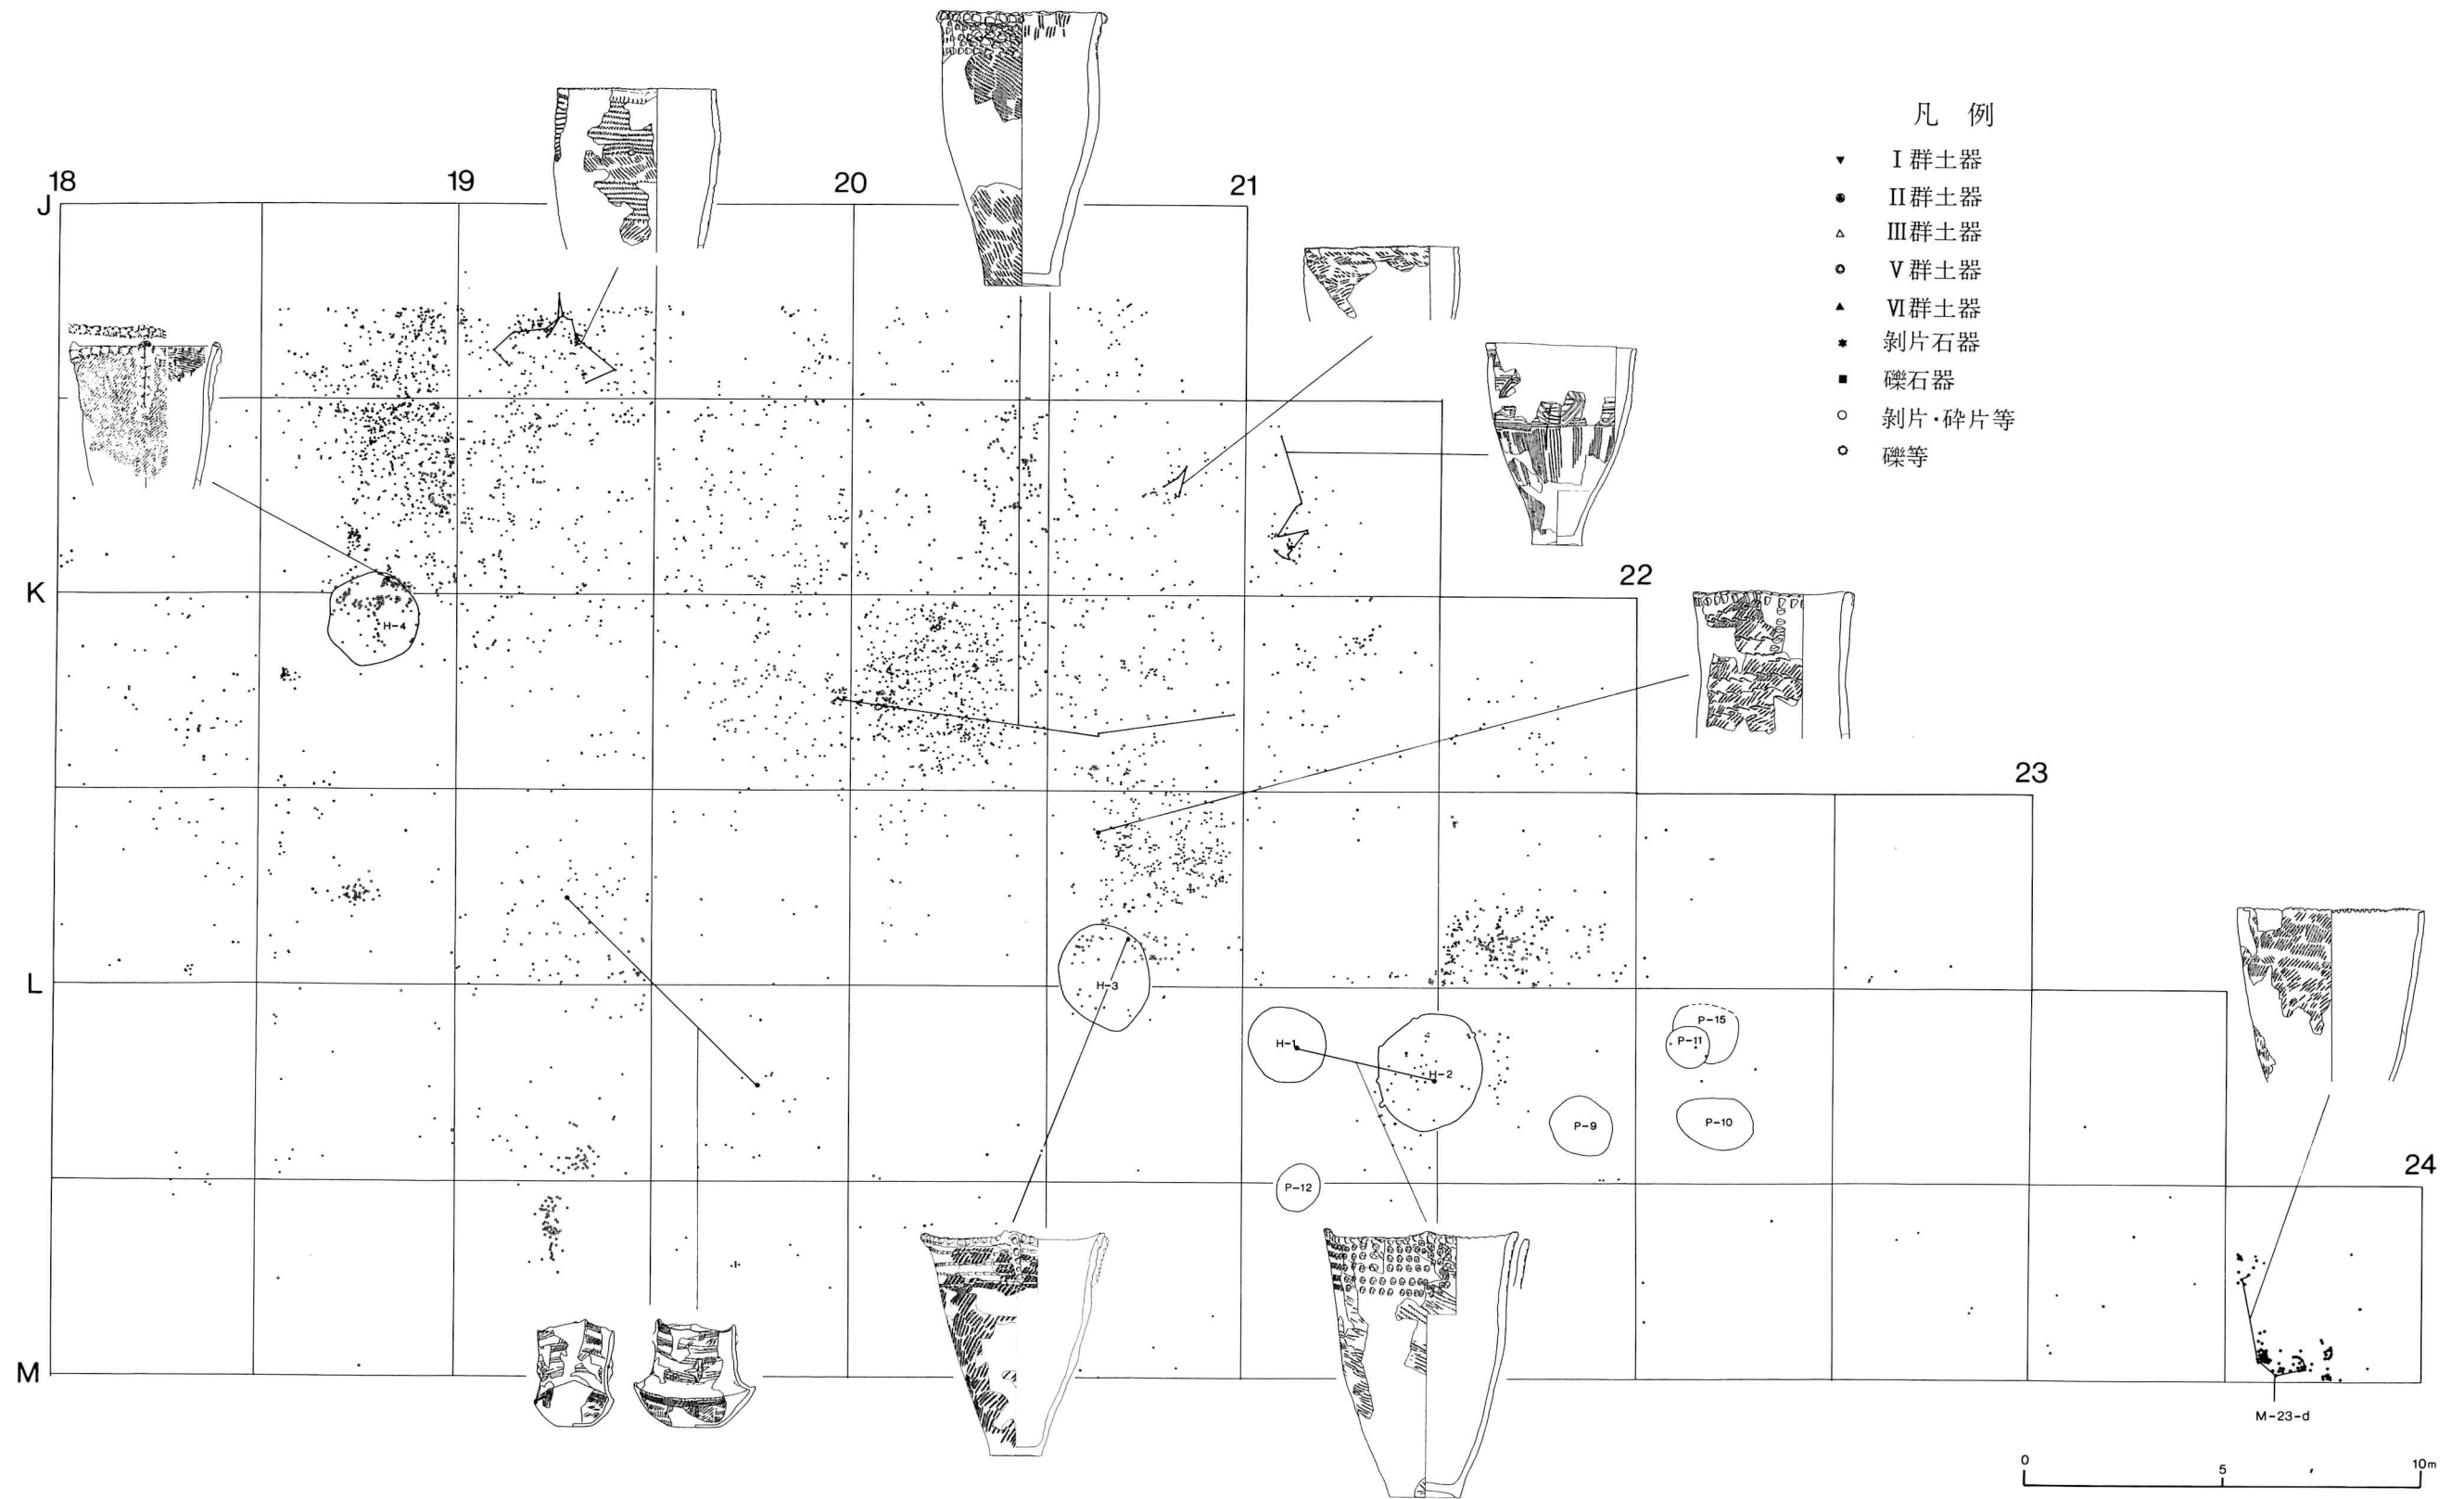 凡 例
Ⅰ群土器
Ⅱ群土器
Ⅲ群土器
Ⅴ群土器
Ⅵ群土器
剝片石器
礫石器
剝片・砕片等
礫等
18
19
20
21
J
K
22
H-4
23
L
H-3
H-1
H-2
P-15
P-11
P-9
P-10
P-12
24
M
M-23-d
0
5
10m